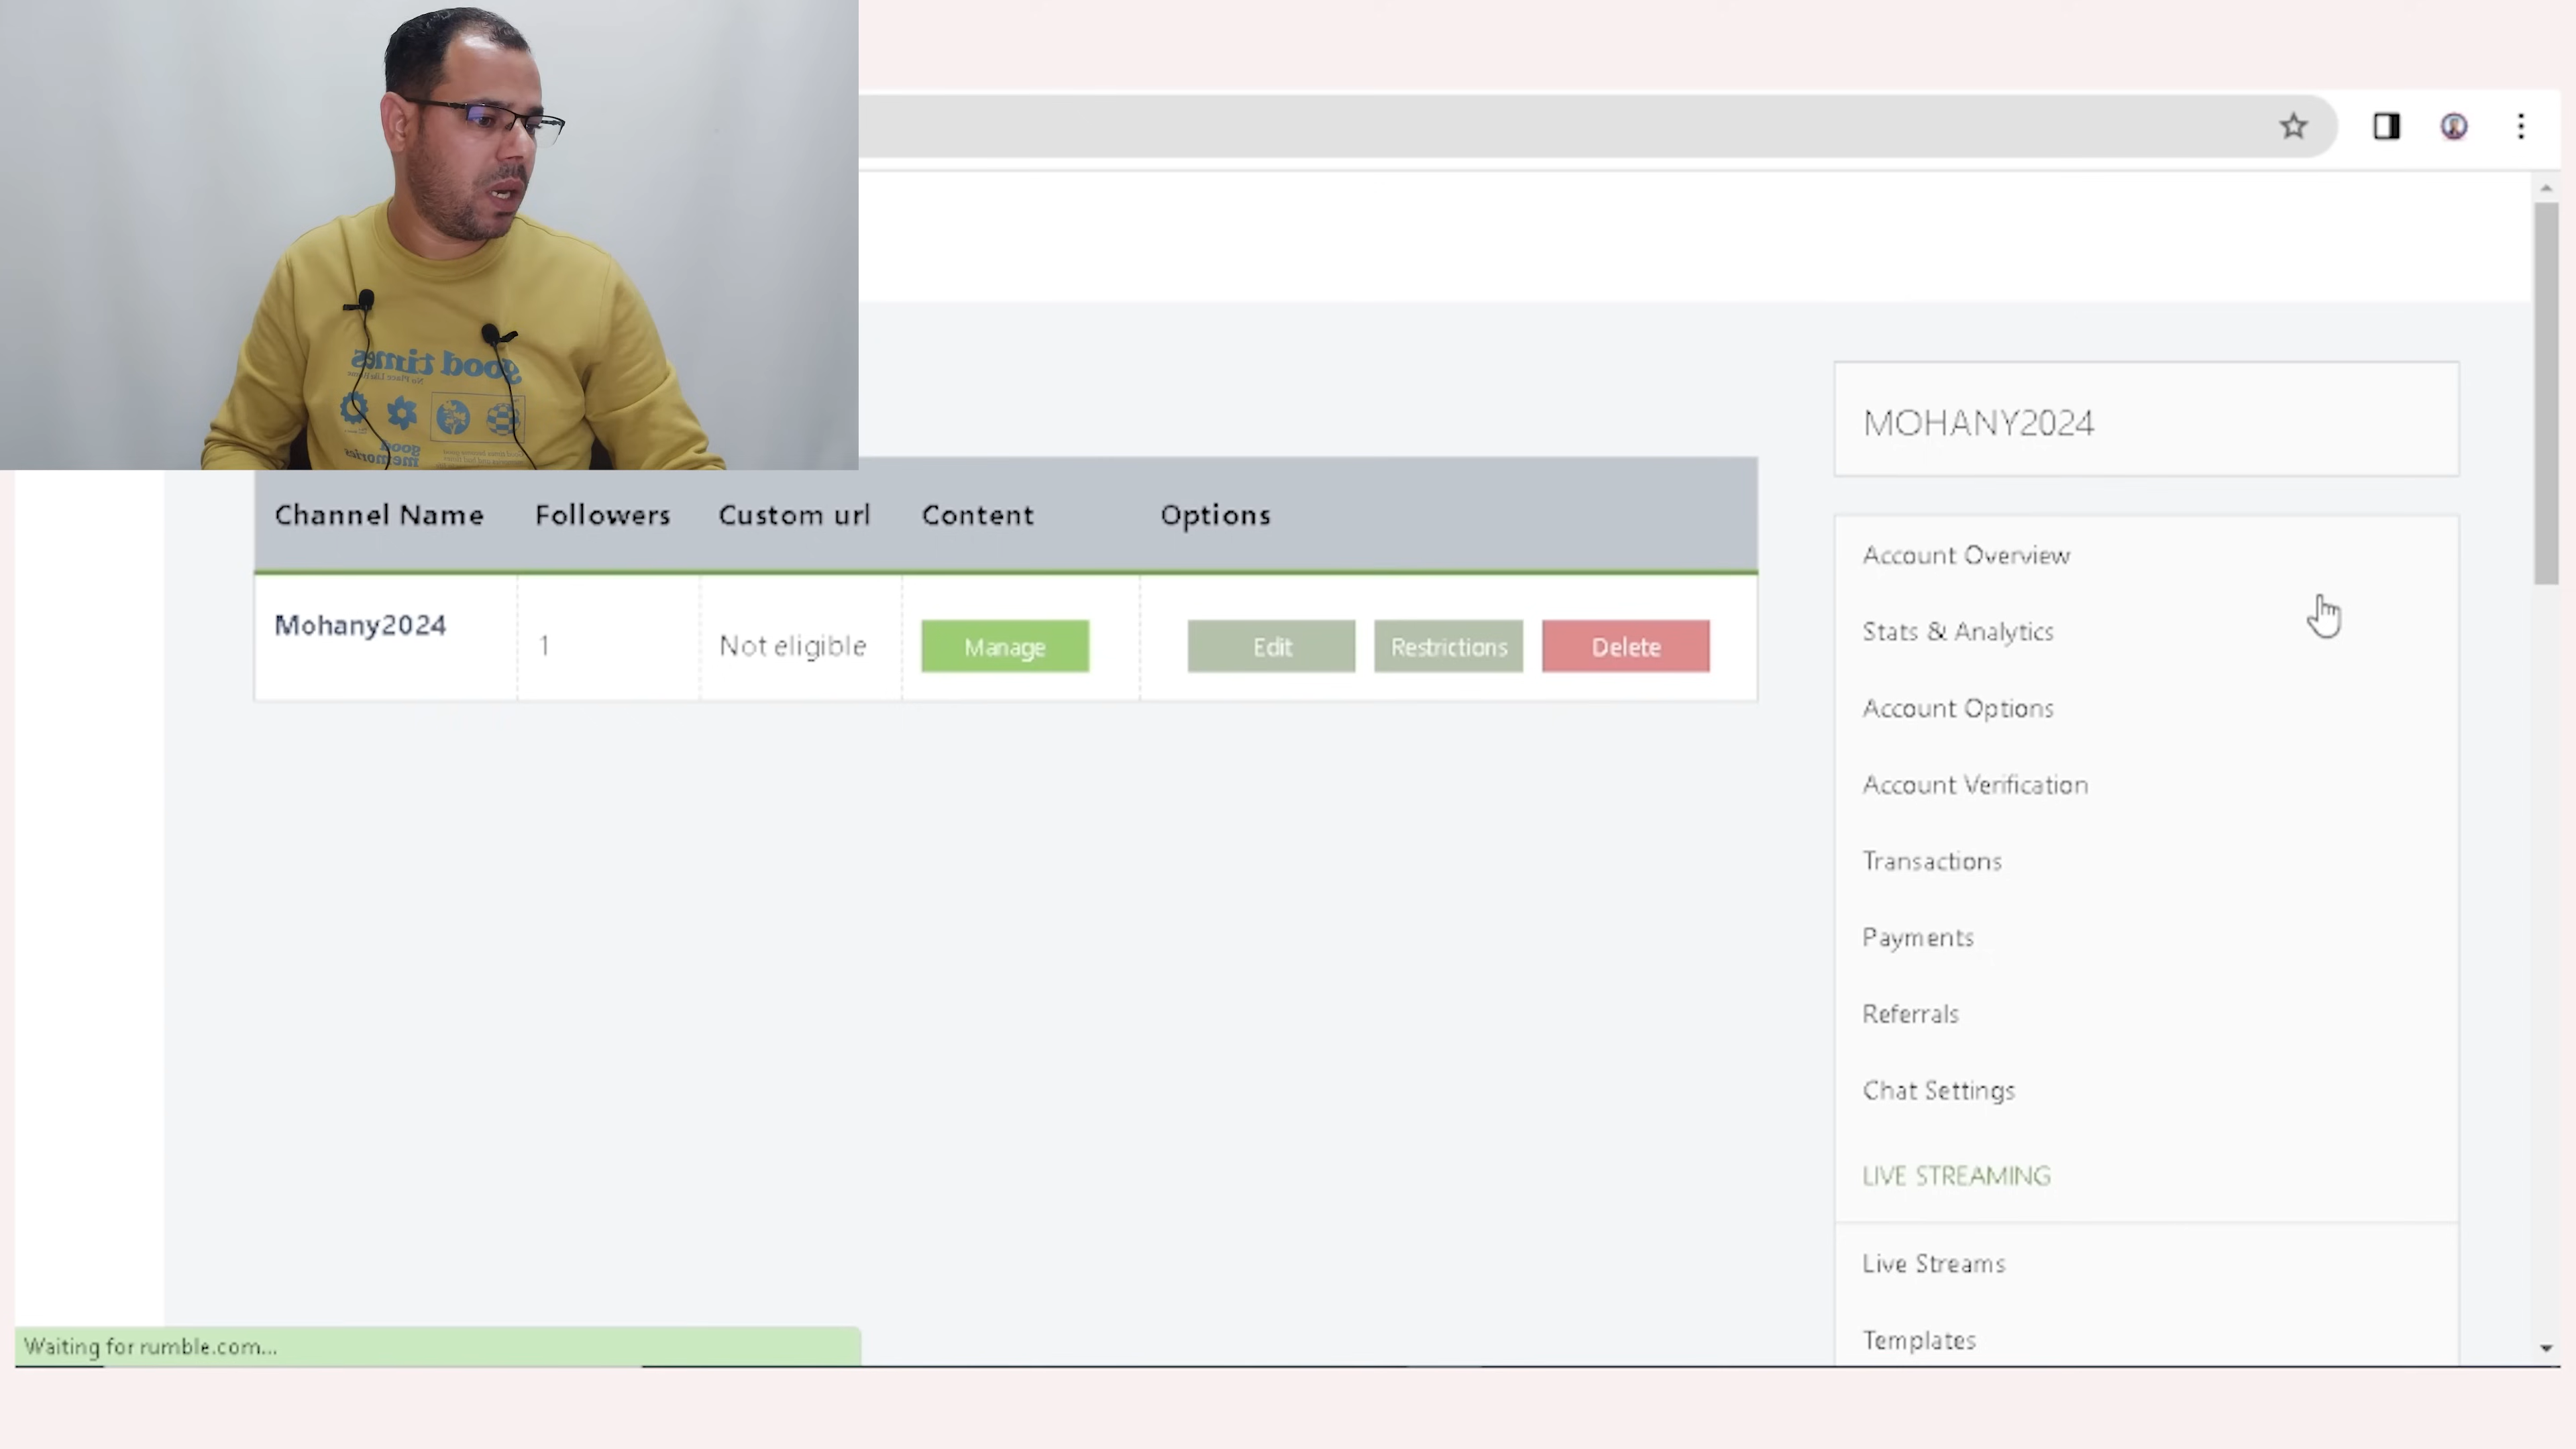 good times
good
memories
MOHANY2024
Channel Name Followers Custom url Content Options
Mohany2024 1 Not eligible Manage Edit Restrictions Delete
Account Overview
Stats & Analytics
Account Options
Account Verification
Transactions
Payments
Referrals
Chat Settings
LIVE STREAMING
Live Streams
Templates
Waiting for rumble.com...